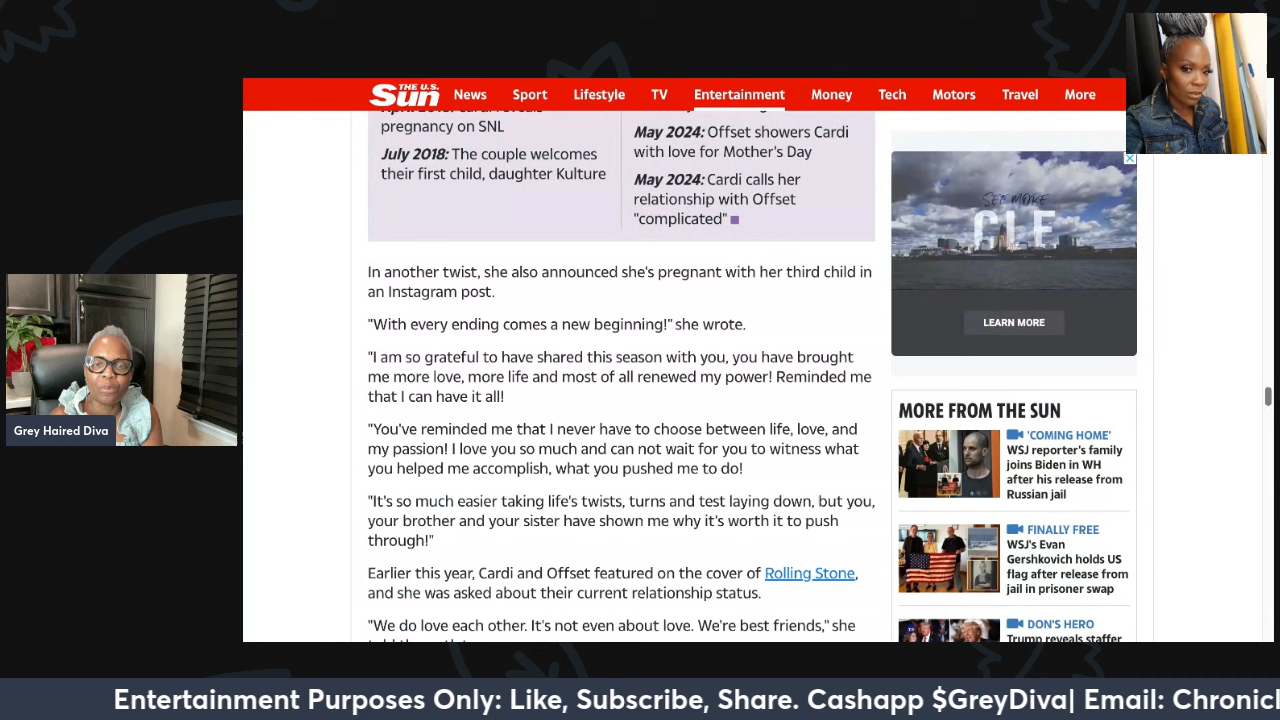 THE U.S.
Sun
News
Sport
Lifestyle
TV
Entertainment
Money
Tech
Motors
Travel
More
pregnancy on SNL
July 2018: The couple welcomes
their first child, daughter Kulture
May 2024: Offset showers Cardi
with love for Mother's Day
May 2024: Cardi calls her
relationship with Offset
"complicated"
In another twist, she also announced she's pregnant with her third child in
an Instagram post.
"With every ending comes a new beginning!" she wrote.
"I am so grateful to have shared this season with you, you have brought
me more love, more life and most of all renewed my power! Reminded me
that I can have it all!
"You've reminded me that I never have to choose between life, love, and
my passion! I love you so much and can not wait for you to witness what
you helped me accomplish, what you pushed me to do!
"It's so much easier taking life's twists, turns and test laying down, but you,
your brother and your sister have shown me why it's worth it to push
through!"
Earlier this year, Cardi and Offset featured on the cover of Rolling Stone,
and she was asked about their current relationship status.
"We do love each other. It's not even about love. We're best friends," she
SEE MORE
CLE
LEARN MORE
MORE FROM THE SUN
'COMING HOME'
WSJ reporter's family
joins Biden in WH
after his release from
Russian jail
FINALLY FREE
WSJ's Evan
Gershkovich holds US
flag after release from
jail in prisoner swap
DON'S HERO
Trump reveals staffer
Grey Haired Diva
Entertainment Purposes Only: Like, Subscribe, Share. Cashapp $GreyDiva| Email: Chronicl